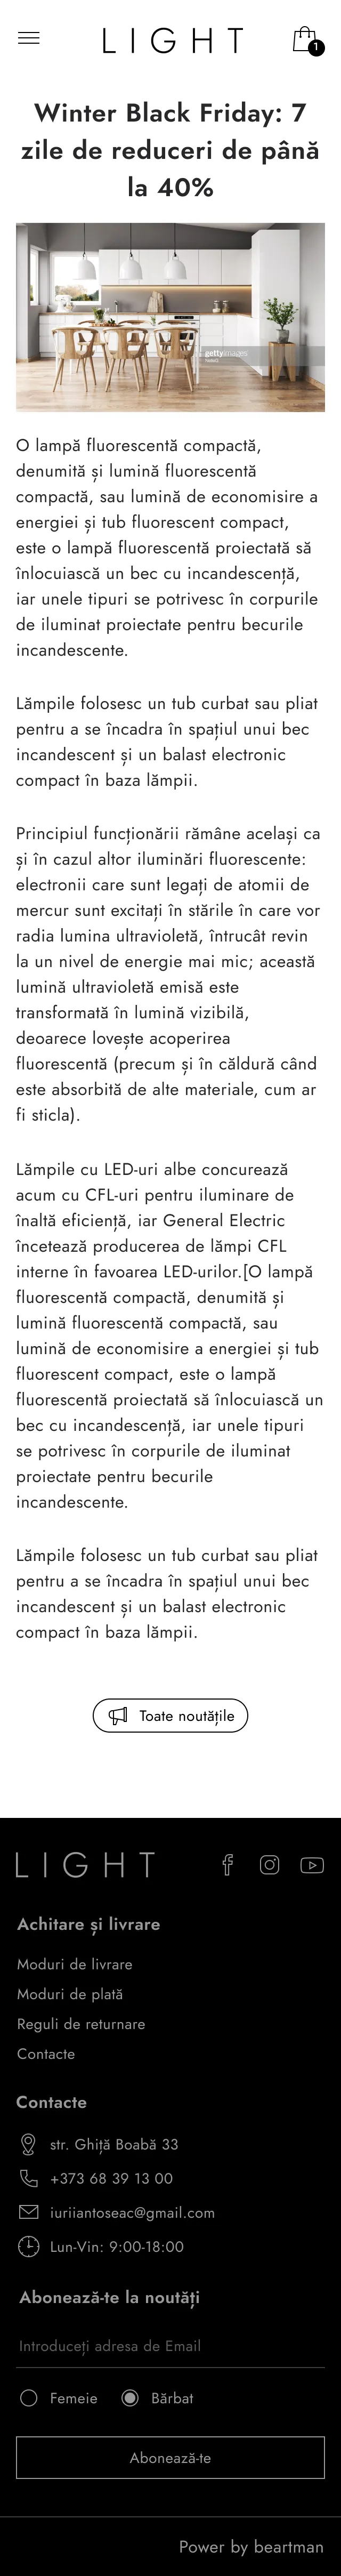 LIGHT
1
Winter Black Friday: 7
zile de reduceri de până
la 40%
gettyimages
O lampă fluorescentă compactă,
denumită și lumină fluorescentă
compactă, sau lumină de economisire a
energiei și tub fluorescent compact,
este o lampă fluorescentă proiectată să
înlocuiască un bec cu incandescență,
iar unele tipuri se potrivesc în corpurile
de iluminat proiectate pentru becurile
incandescente.
Lămpile folosesc un tub curbat sau pliat
pentru a se încadra în spațiul unui bec
incandescent și un balast electronic
compact în baza lămpii.
Principiul funcționării rămâne același ca
și în cazul altor iluminări fluorescente:
electronii care sunt legați de atomii de
mercur sunt excitați în stările în care vor
radia lumina ultravioletă, întrucât revin
la un nivel de energie mai mic; această
lumină ultravioletă emisă este
transformată în lumină vizibilă,
deoarece lovește acoperirea
fluorescentă (precum și în căldură când
este absorbită de alte materiale, cum ar
fi sticla).
Lămpile cu LED-uri albe concurează
acum cu CFL-uri pentru iluminare de
înaltă eficiență, iar General Electric
încetează producerea de lămpi CFL
interne în favoarea LED-urilor.[O lampă
fluorescentă compactă, denumită și
lumină fluorescentă compactă, sau
lumină de economisire a energiei și tub
fluorescent compact, este o lampă
fluorescentă proiectată să înlocuiască un
bec cu incandescență, iar unele tipuri
se potrivesc în corpurile de iluminat
proiectate pentru becurile
incandescente.
Lămpile folosesc un tub curbat sau pliat
pentru a se încadra în spațiul unui bec
incandescent și un balast electronic
compact în baza lămpii.
Toate noutățile
LIGHT
Achitare și livrare
Moduri de livrare
Moduri de plată
Reguli de returnare
Contacte
Contacte
str. Ghiță Boabă 33
+373 68 39 13 00
iuriiantoseac@gmail.com
Lun-Vin: 9:00-18:00
Abonează-te la noutăți
Introduceți adresa de Email
Femeie Bărbat
Abonează-te
Power by beartman